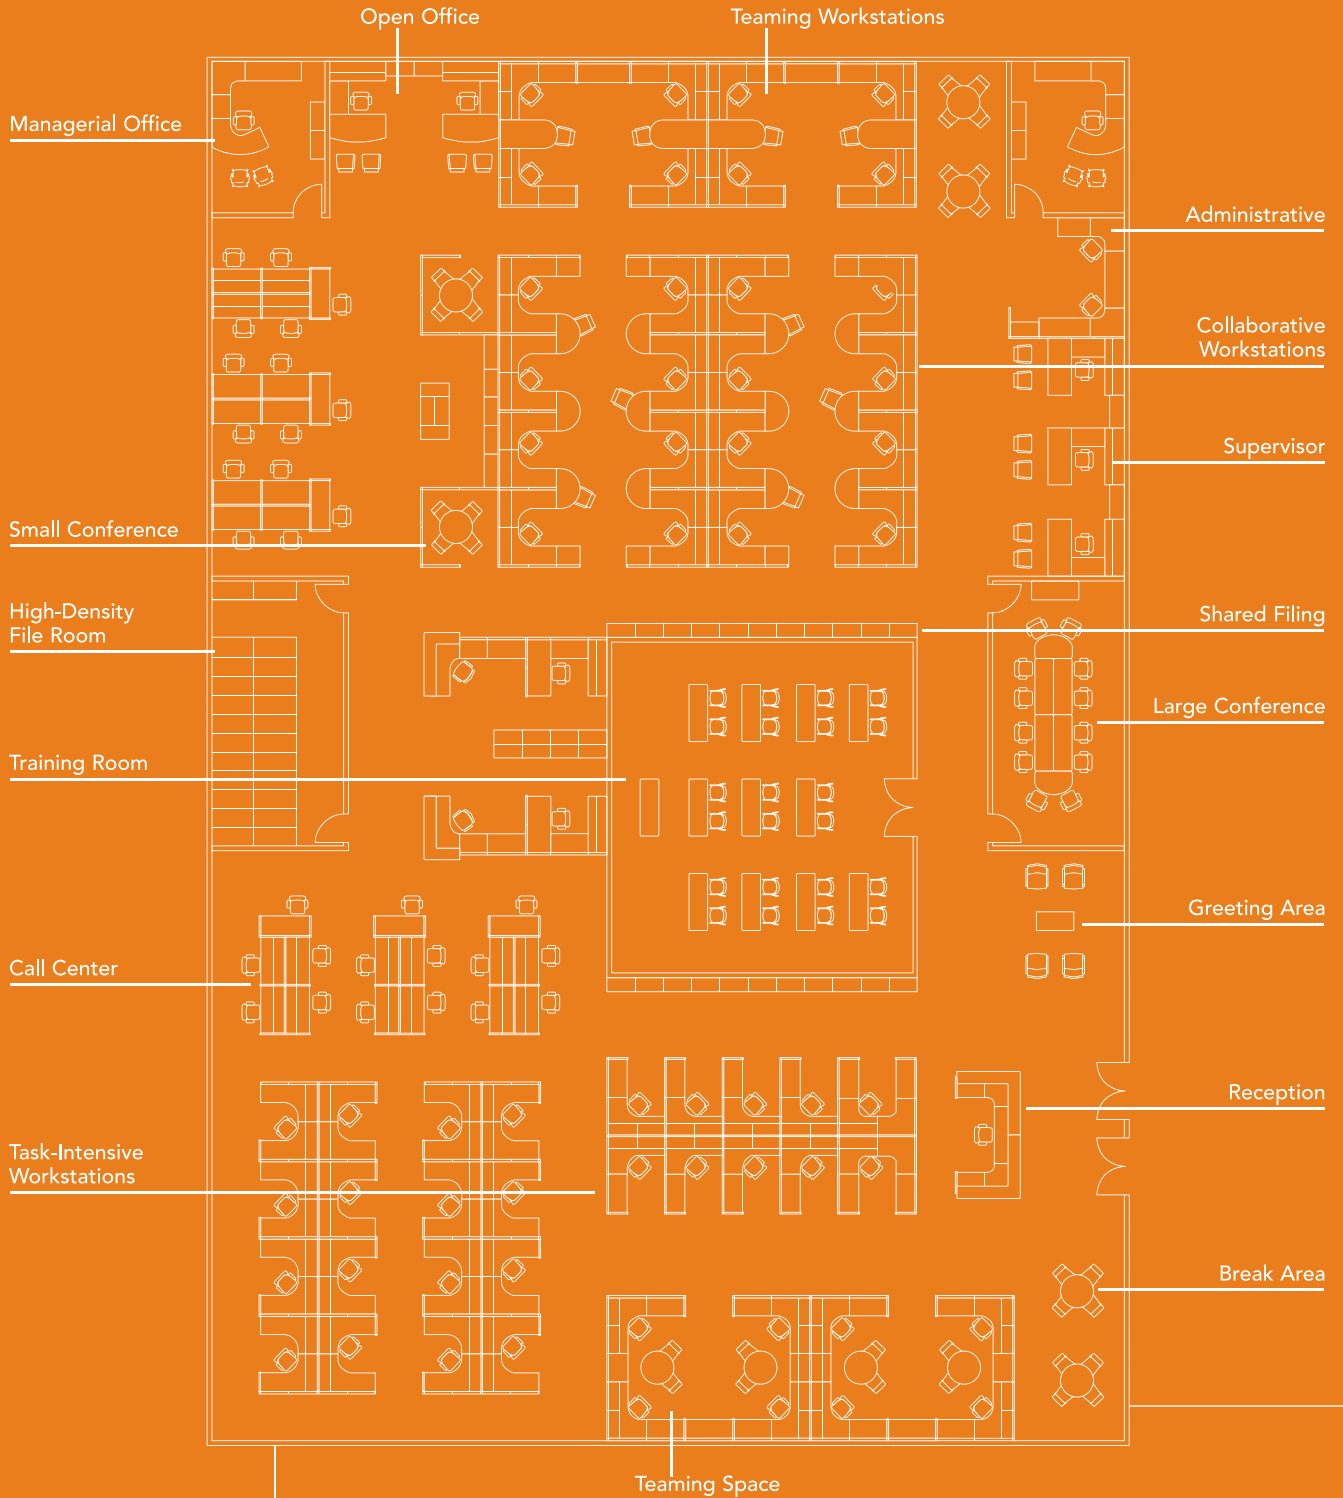 Open Office
Teaming Workstations
Managerial Office
Administrative
Collaborative
Workstations
Supervisor
Small Conference
High-Density
File Room
Shared Filing
Large Conference
Training Room
Greeting Area
Call Center
Reception
Task-Intensive
Workstations
Break Area
Teaming Space